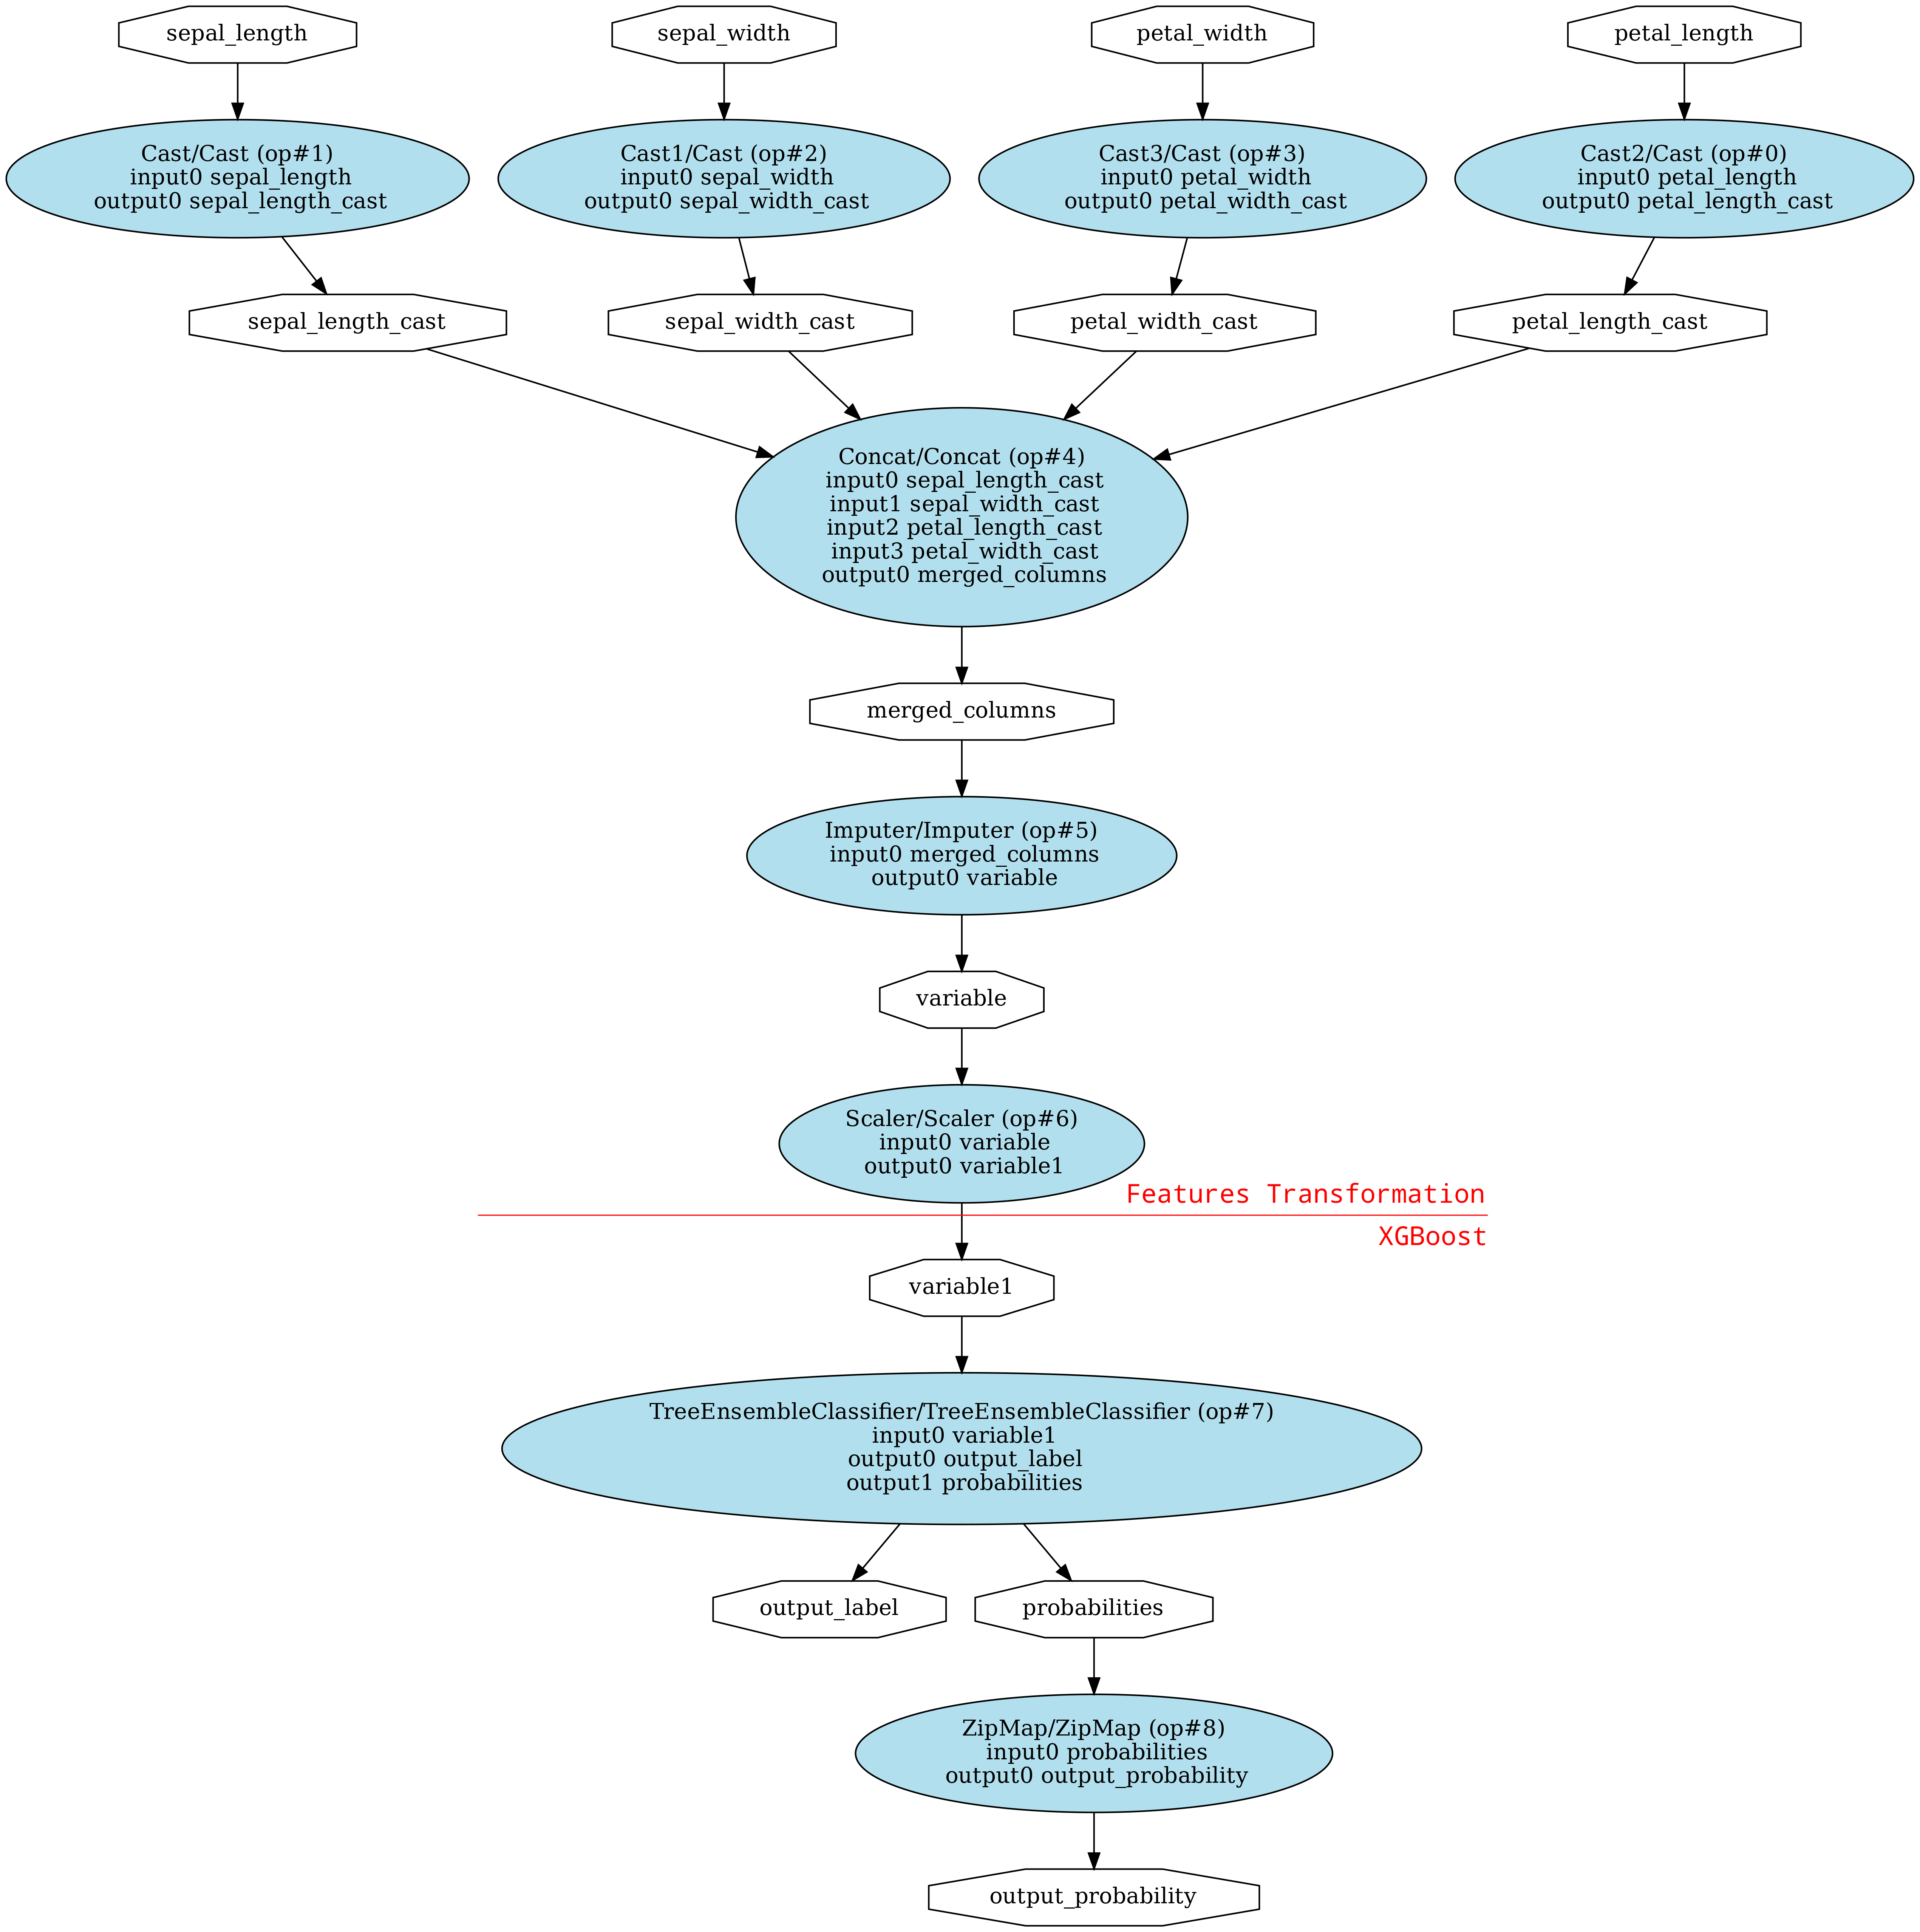 sepal_length
sepal_width
petal_width
petal_length
Cast/Cast (op#1)
input0 sepal_length
output0 sepal_length_cast
Cast1/Cast (op#2)
input0 sepal_width
output0 sepal_width_cast
Cast3/Cast (op#3)
input0 petal_width
output0 petal_width_cast
Cast2/Cast (op#0)
input0 petal_length
output0 petal_length_cast
sepal_length_cast
sepal_width_cast
petal_width_cast
petal_length_cast
Concat/Concat (op#4)
input0 sepal_length_cast
input1 sepal_width_cast
input2 petal_length_cast
input3 petal_width_cast
output0 merged_columns
merged_columns
Imputer/Imputer (op#5)
input0 merged_columns
output0 variable
variable
Scaler/Scaler (op#6)
input0 variable
output0 variable1
Features Transformation
XGBoost
variable1
TreeEnsembleClassifier/TreeEnsembleClassifier (op#7)
input0 variable1
output0 output_label
output1 probabilities
output_label
probabilities
ZipMap/ZipMap (op#8)
input0 probabilities
output0 output_probability
output_probability